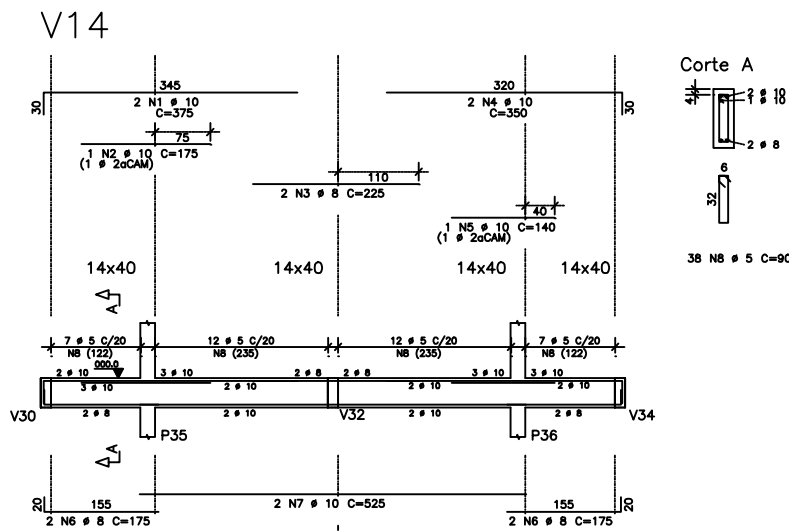 V14
345
320
Corte A
30
2 N1 ø 10
C=375
2 N4 ø 10
C=350
30
4
2 ø 10
1 ø 10
2 ø 8
75
1 N2 ø 10 C=175
(1 ø 2aCAM)
110
2 N3 ø 8 C=225
6
32
40
1 N5 ø 10 C=140
(1 ø 2aCAM)
38 N8 ø 5 C=90
14x40
14x40
14x40
14x40
A
7 ø 5 C/20
N8 (122)
12 ø 5 C/20
N8 (235)
12 ø 5 C/20
N8 (235)
7 ø 5 C/20
N8 (122)
000.0
2 ø 10
3 ø 10
2 ø 8
2 ø 8
3 ø 10
3 ø 10
2 ø 10
2 ø 10
2 ø 10
V30
2 ø 8
2 ø 10
V32
2 ø 10
2 ø 8
V34
P35
P36
A
20
155
2 N6 ø 8 C=175
2 N7 ø 10 C=525
155
2 N6 ø 8 C=175
20